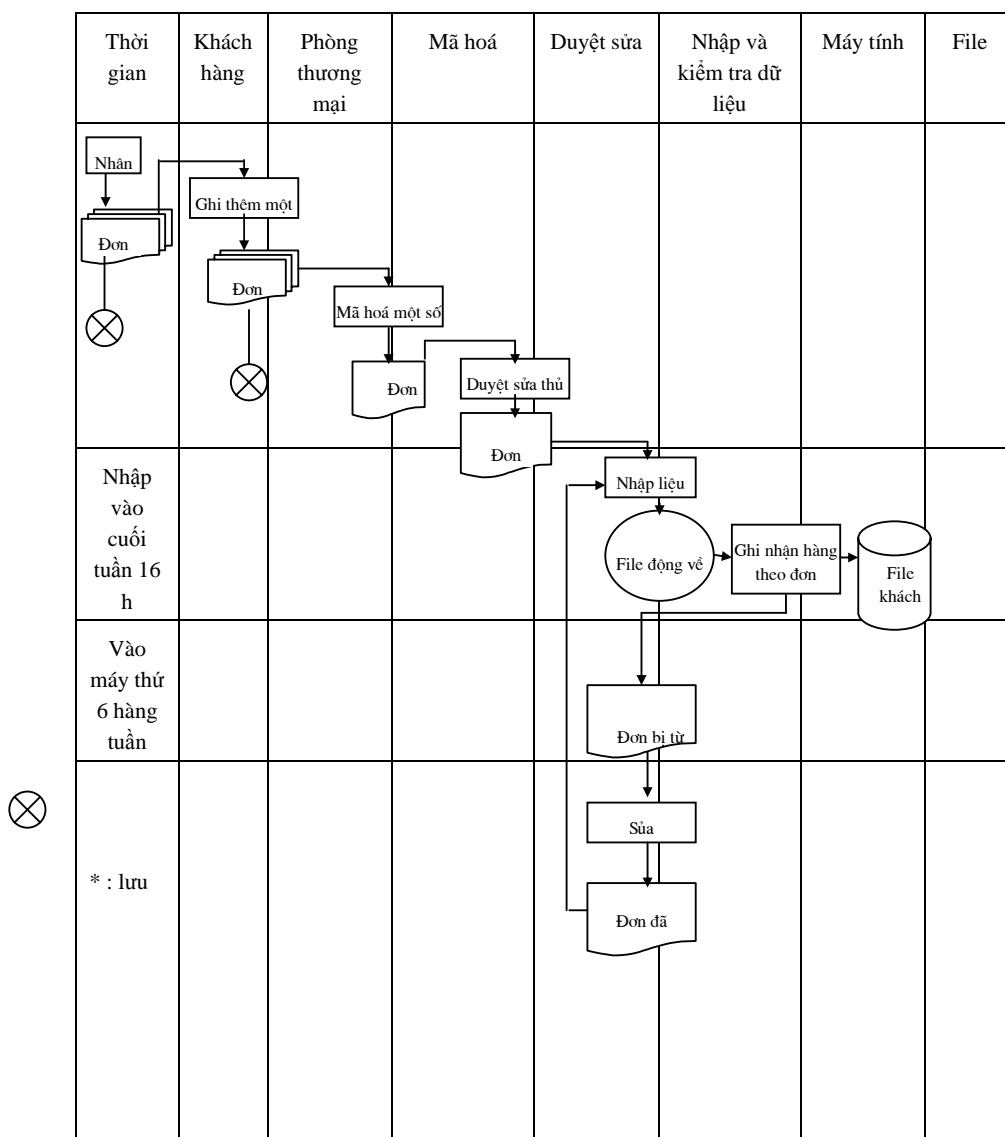 Thời
gian
Khách
hàng
Phòng
thương
mại
Mã hoá
Duyệt sửa
Nhập và
kiểm tra dữ
liệu
Máy tính
File
Nhân
Ghi thêm một
Đơn
Đơn
Mã hoá một số
Đơn
Duyệt sửa thủ
Đơn
Nhập
vào
cuối
tuần 16
h
Nhập liệu
File động về
Ghi nhận hàng
theo đơn
File
khách
Vào
máy thứ
6 hàng
tuần
Đơn bị từ
Sủa
* : lưu
Đơn đã